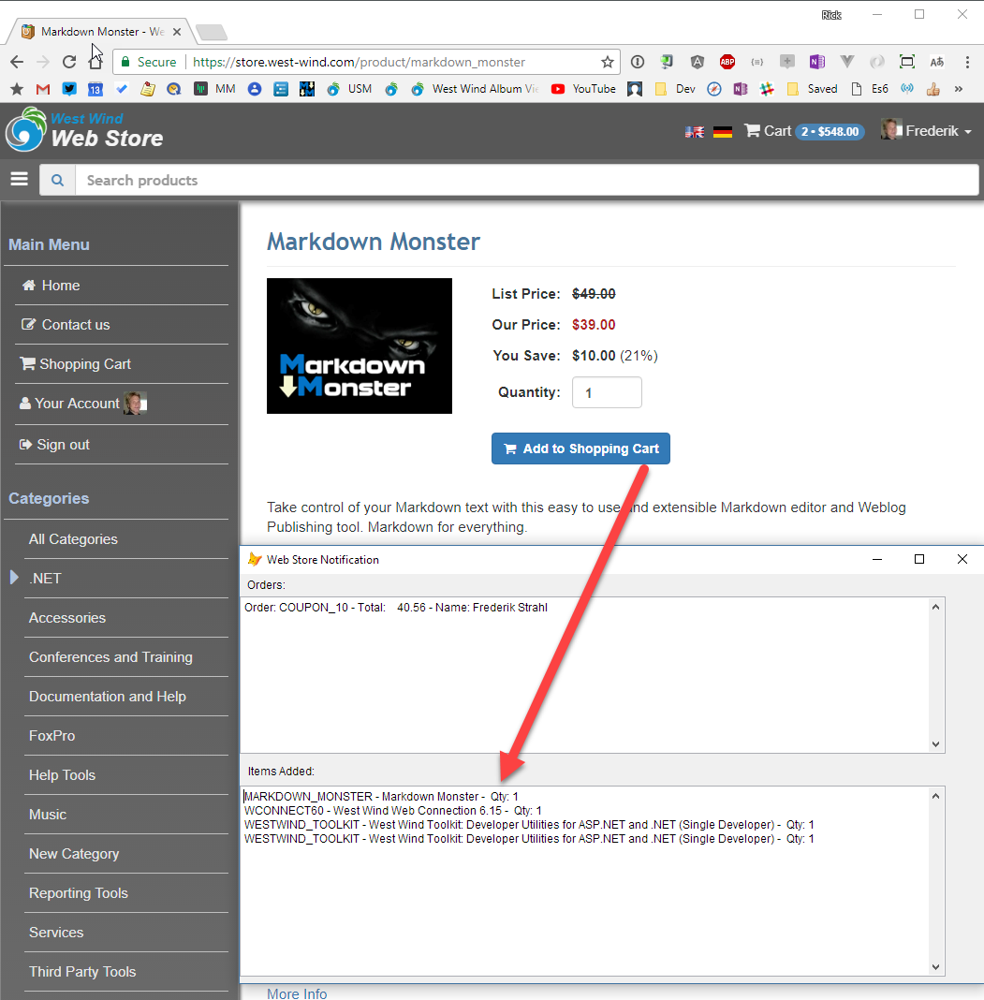 Rick
Markdown Monster - We
Secure https://store.west-wind.com/product/markdown_monster
ABP
13 MM USM West Wind Album Vi YouTube Dev Saved Es6 »
West Wind
Web Store
Cart 2 - $548.00 Frederik
Search products
Main Menu
Home
Contact us
Shopping Cart
Your Account
Sign out
Categories
All Categories
.NET
Accessories
Conferences and Training
Documentation and Help
FoxPro
Help Tools
Music
New Category
Reporting Tools
Services
Third Party Tools
Markdown Monster
Markdown
Monster
List Price: $49.00
Our Price: $39.00
You Save: $10.00 (21%)
Quantity: 1
Add to Shopping Cart
Take control of your Markdown text with this easy to use and extensible Markdown editor and Weblog
Publishing tool. Markdown for everything.
Web Store Notification
Orders:
Order: COUPON_10 - Total: 40.56 - Name: Frederik Strahl
Items Added:
MARKDOWN_MONSTER - Markdown Monster - Qty: 1
WCONNECT60 - West Wind Web Connection 6.15 - Qty: 1
WESTWIND_TOOLKIT - West Wind Toolkit: Developer Utilities for ASP.NET and .NET (Single Developer) - Qty: 1
WESTWIND_TOOLKIT - West Wind Toolkit: Developer Utilities for ASP.NET and .NET (Single Developer) - Qty: 1
More Info